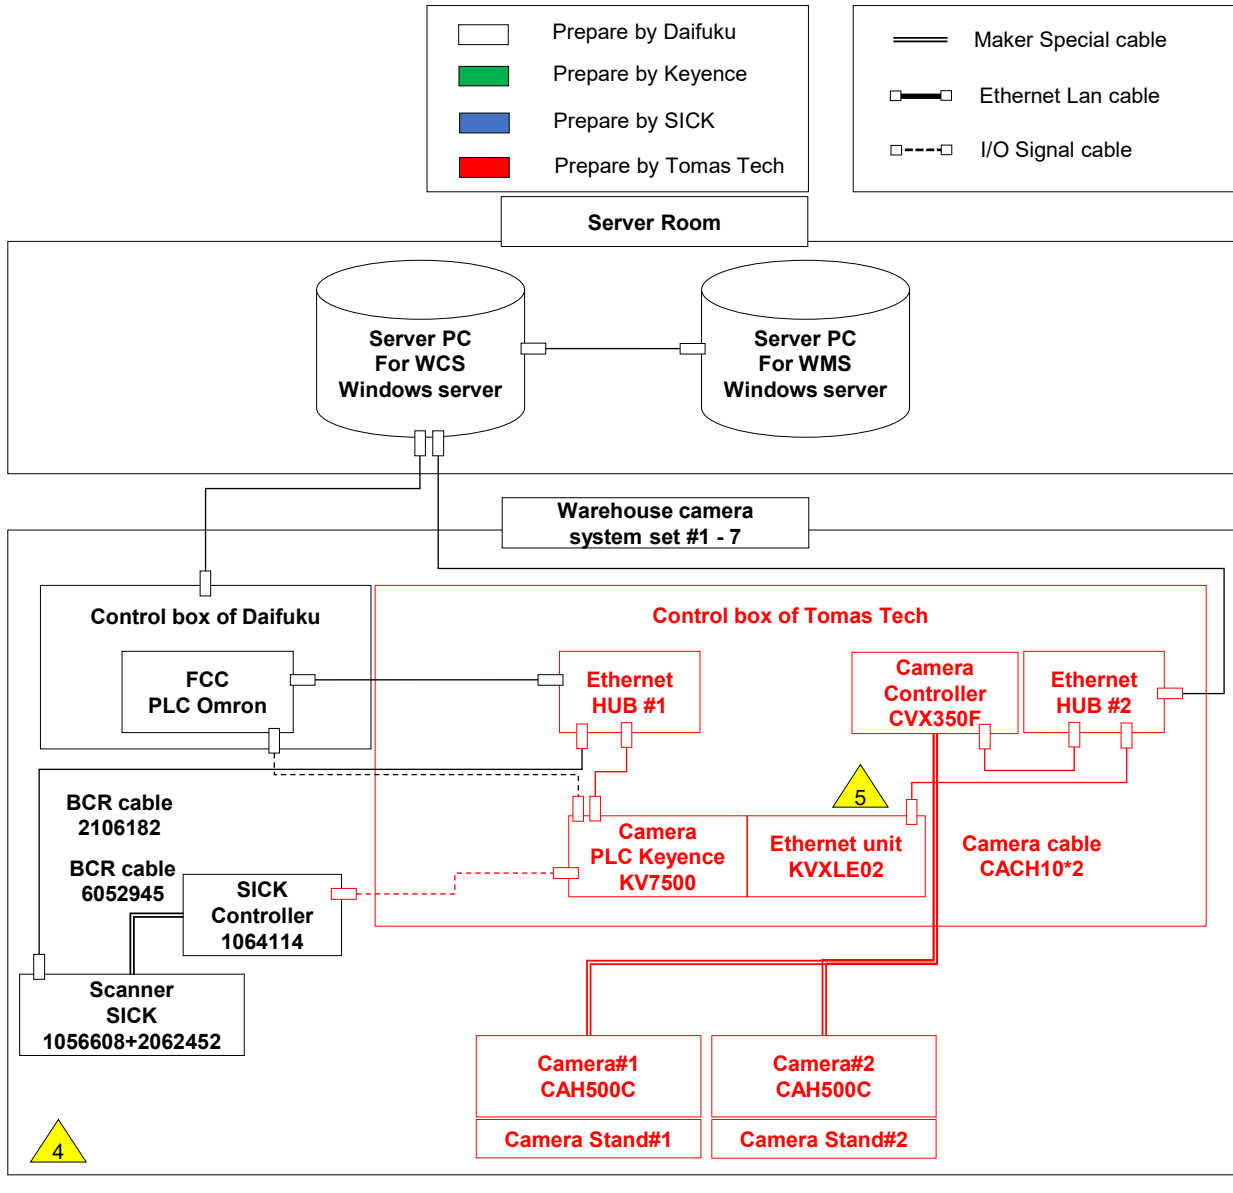 Prepare by Daifuku
Prepare by Keyence
Prepare by SICK
Prepare by Tomas Tech
Maker Special cable
Ethernet Lan cable
I/O Signal cable
Server Room
Server PC
For WCS
Windows server
Server PC
For WMS
Windows server
Warehouse camera
system set #1 - 7
Control box of Daifuku
FCC
PLC Omron
Control box of Tomas Tech
Ethernet
HUB #1
Camera
Controller
CVX350F
Ethernet
HUB #2
5
BCR cable
2106182
BCR cable
6052945
SICK
Controller
1064114
Camera
PLC Keyence
KV7500
Ethernet unit
KVXLE02
Camera cable
CACH10*2
Scanner
SICK
1056608+2062452
Camera#1
CAH500C
Camera Stand#1
Camera#2
CAH500C
Camera Stand#2
4